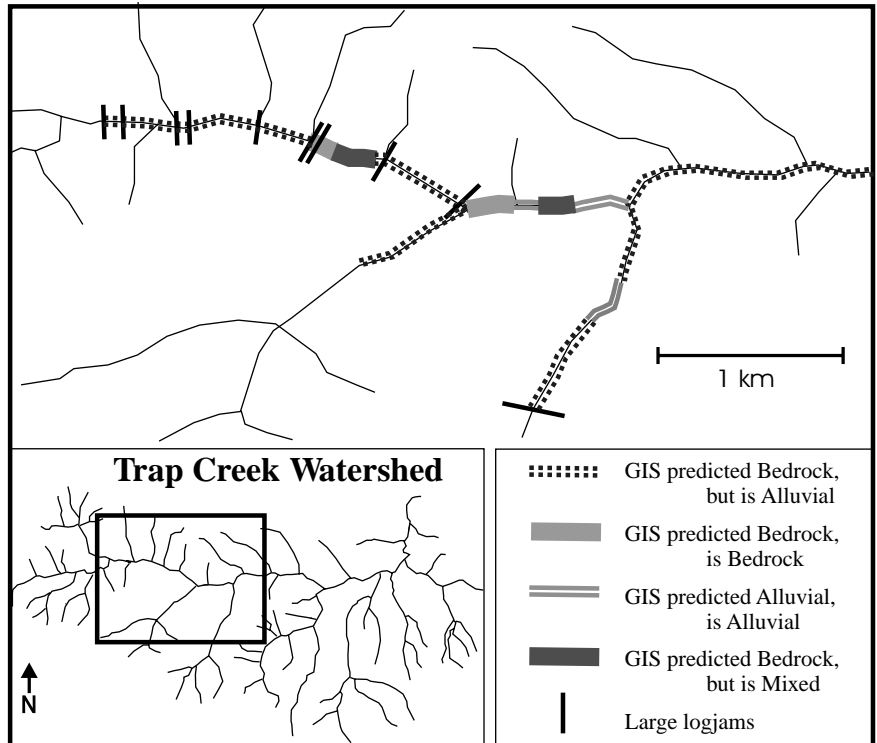 1 km
Trap Creek Watershed
N
GIS predicted Bedrock,
but is Alluvial
GIS predicted Bedrock,
is Bedrock
GIS predicted Alluvial,
is Alluvial
GIS predicted Bedrock,
but is Mixed
Large logjams